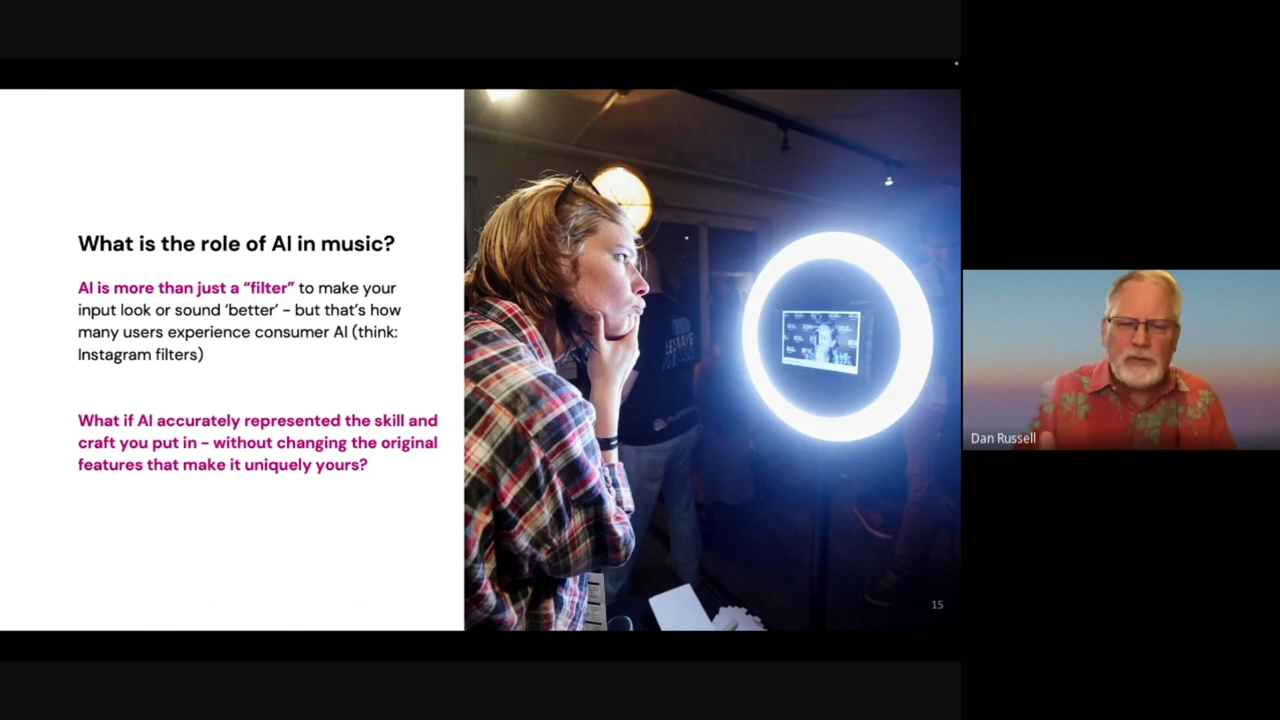 What is the role of AI in music?
AI is more than just a “filter” to make your
input look or sound ‘better’ - but that’s how
many users experience consumer AI (think:
Instagram filters)
What if AI accurately represented the skill and
craft you put in - without changing the original
features that make it uniquely yours?
15
Dan Russell